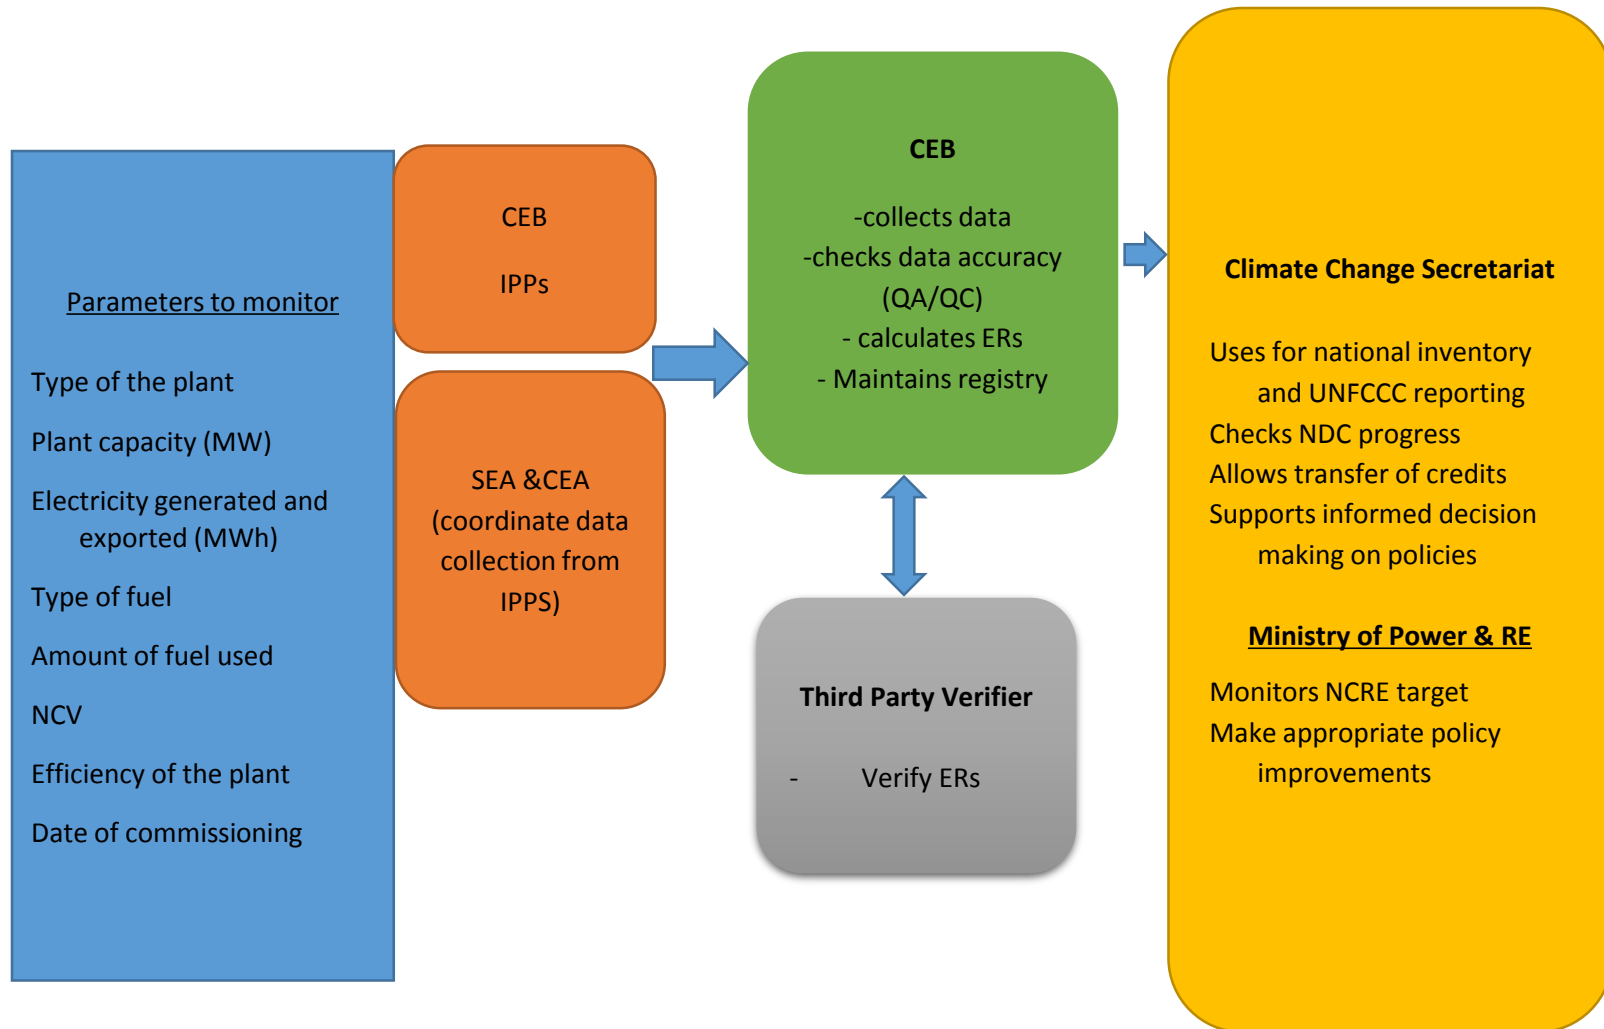 Parameters to monitor
Type of the plant
Plant capacity (MW)
Electricity generated and
exported (MWh)
Type of fuel
Amount of fuel used
NCV
Efficiency of the plant
Date of commissioning
CEB
IPPs
SEA &CEA
(coordinate data
collection from
IPPS)
CEB
-collects data
-checks data accuracy
(QA/QC)
- calculates ERs
- Maintains registry
Third Party Verifier
- Verify ERs
Climate Change Secretariat
Uses for national inventory
and UNFCCC reporting
Checks NDC progress
Allows transfer of credits
Supports informed decision
making on policies
Ministry of Power & RE
Monitors NCRE target
Make appropriate policy
improvements